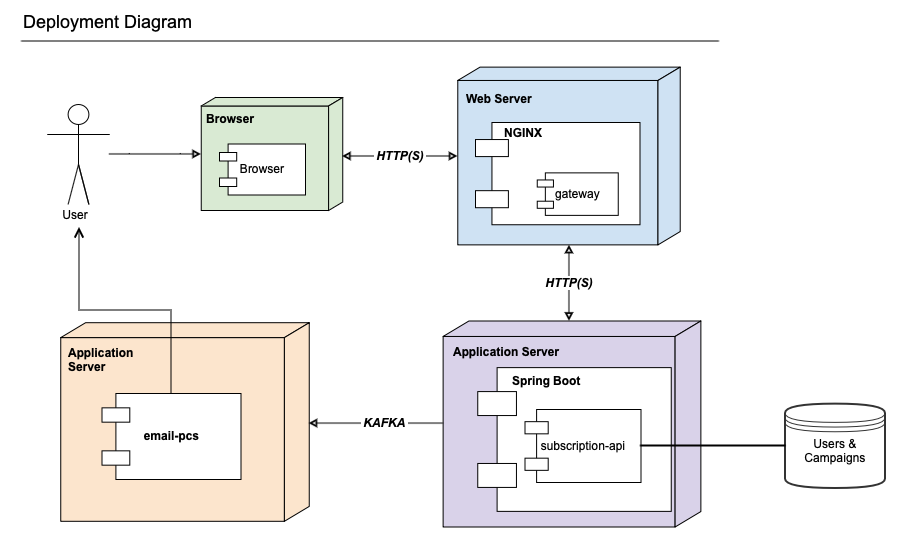 Deployment Diagram
Browser
Browser
HTTP(S)
Web Server
NGINX
gateway
User
HTTP(S)
Application
Server
email-pcs
KAFKA
Application Server
Spring Boot
subscription-api
Users &
Campaigns